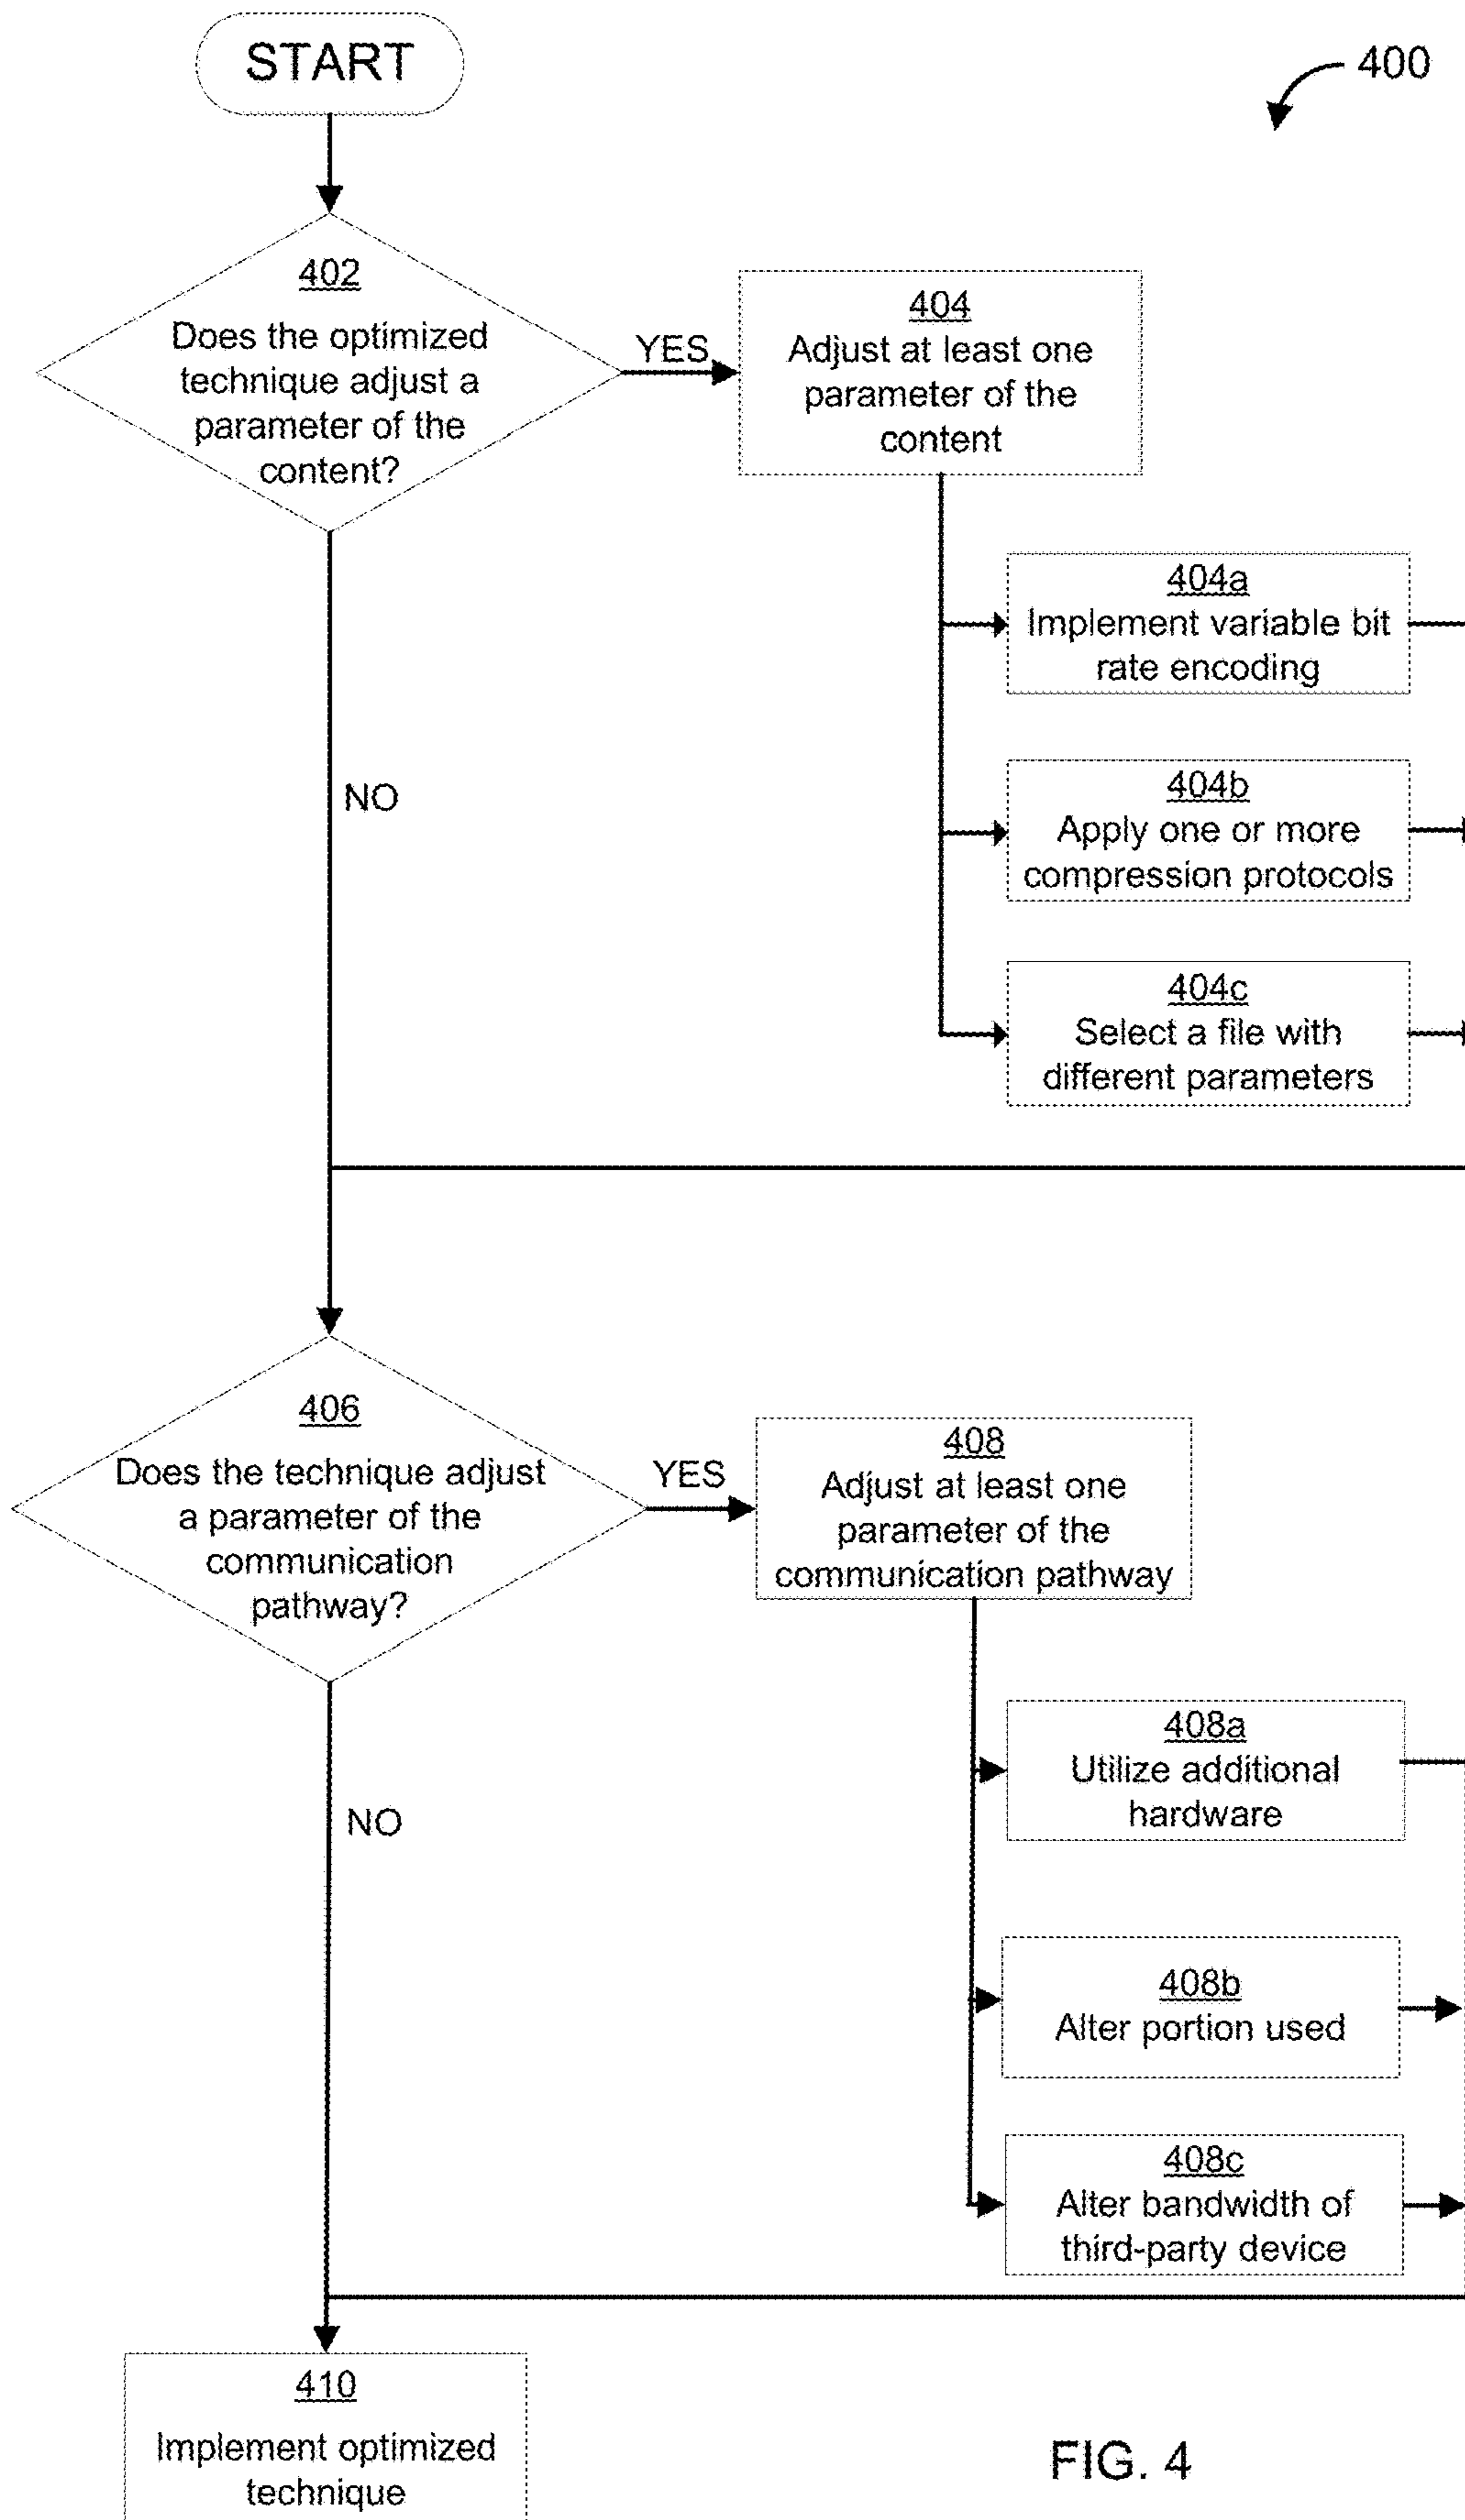 START
400
402
Does the optimized
technique adjust a
parameter of the
content?
YES
404
Adjust at least one
parameter of the
content
404a
Implement variable bit
rate encoding
NO
404b
Apply one or more
compression protocols
404c
Select a file with
different parameters
406
Does the technique adjust
a parameter of the
communication
pathway?
YES
408
Adjust at least one
parameter of the
communication pathway
408a
Utilize additional
hardware
NO
408b
Alter portion used
408c
Alter bandwidth of
third-party device
410
Implement optimized
technique
FIG. 4